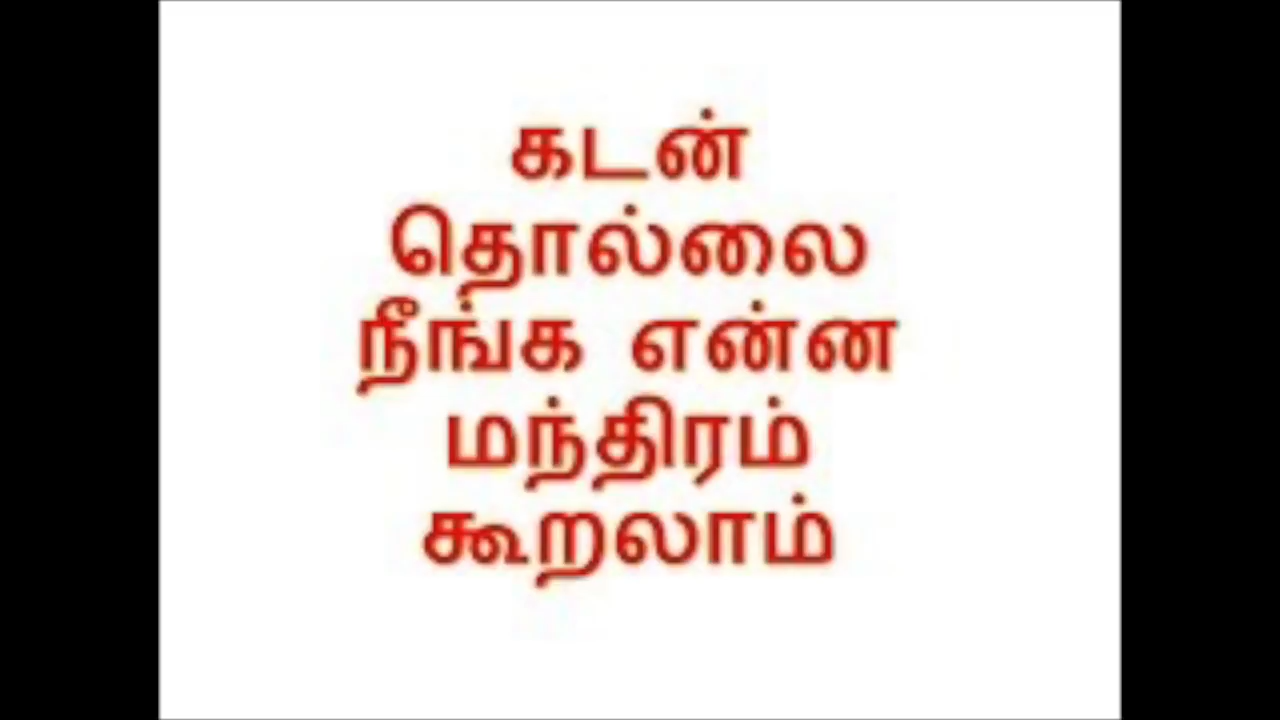 கடன்
தொல்லை
நீங்க என்ன
மந்திரம்
கூறலாம்